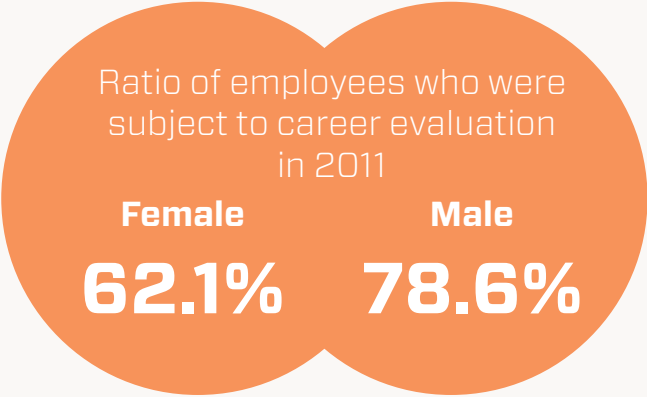 Ratio of employees who were
subject to career evaluation
in 2011
Female Male
62.1% 78.6%